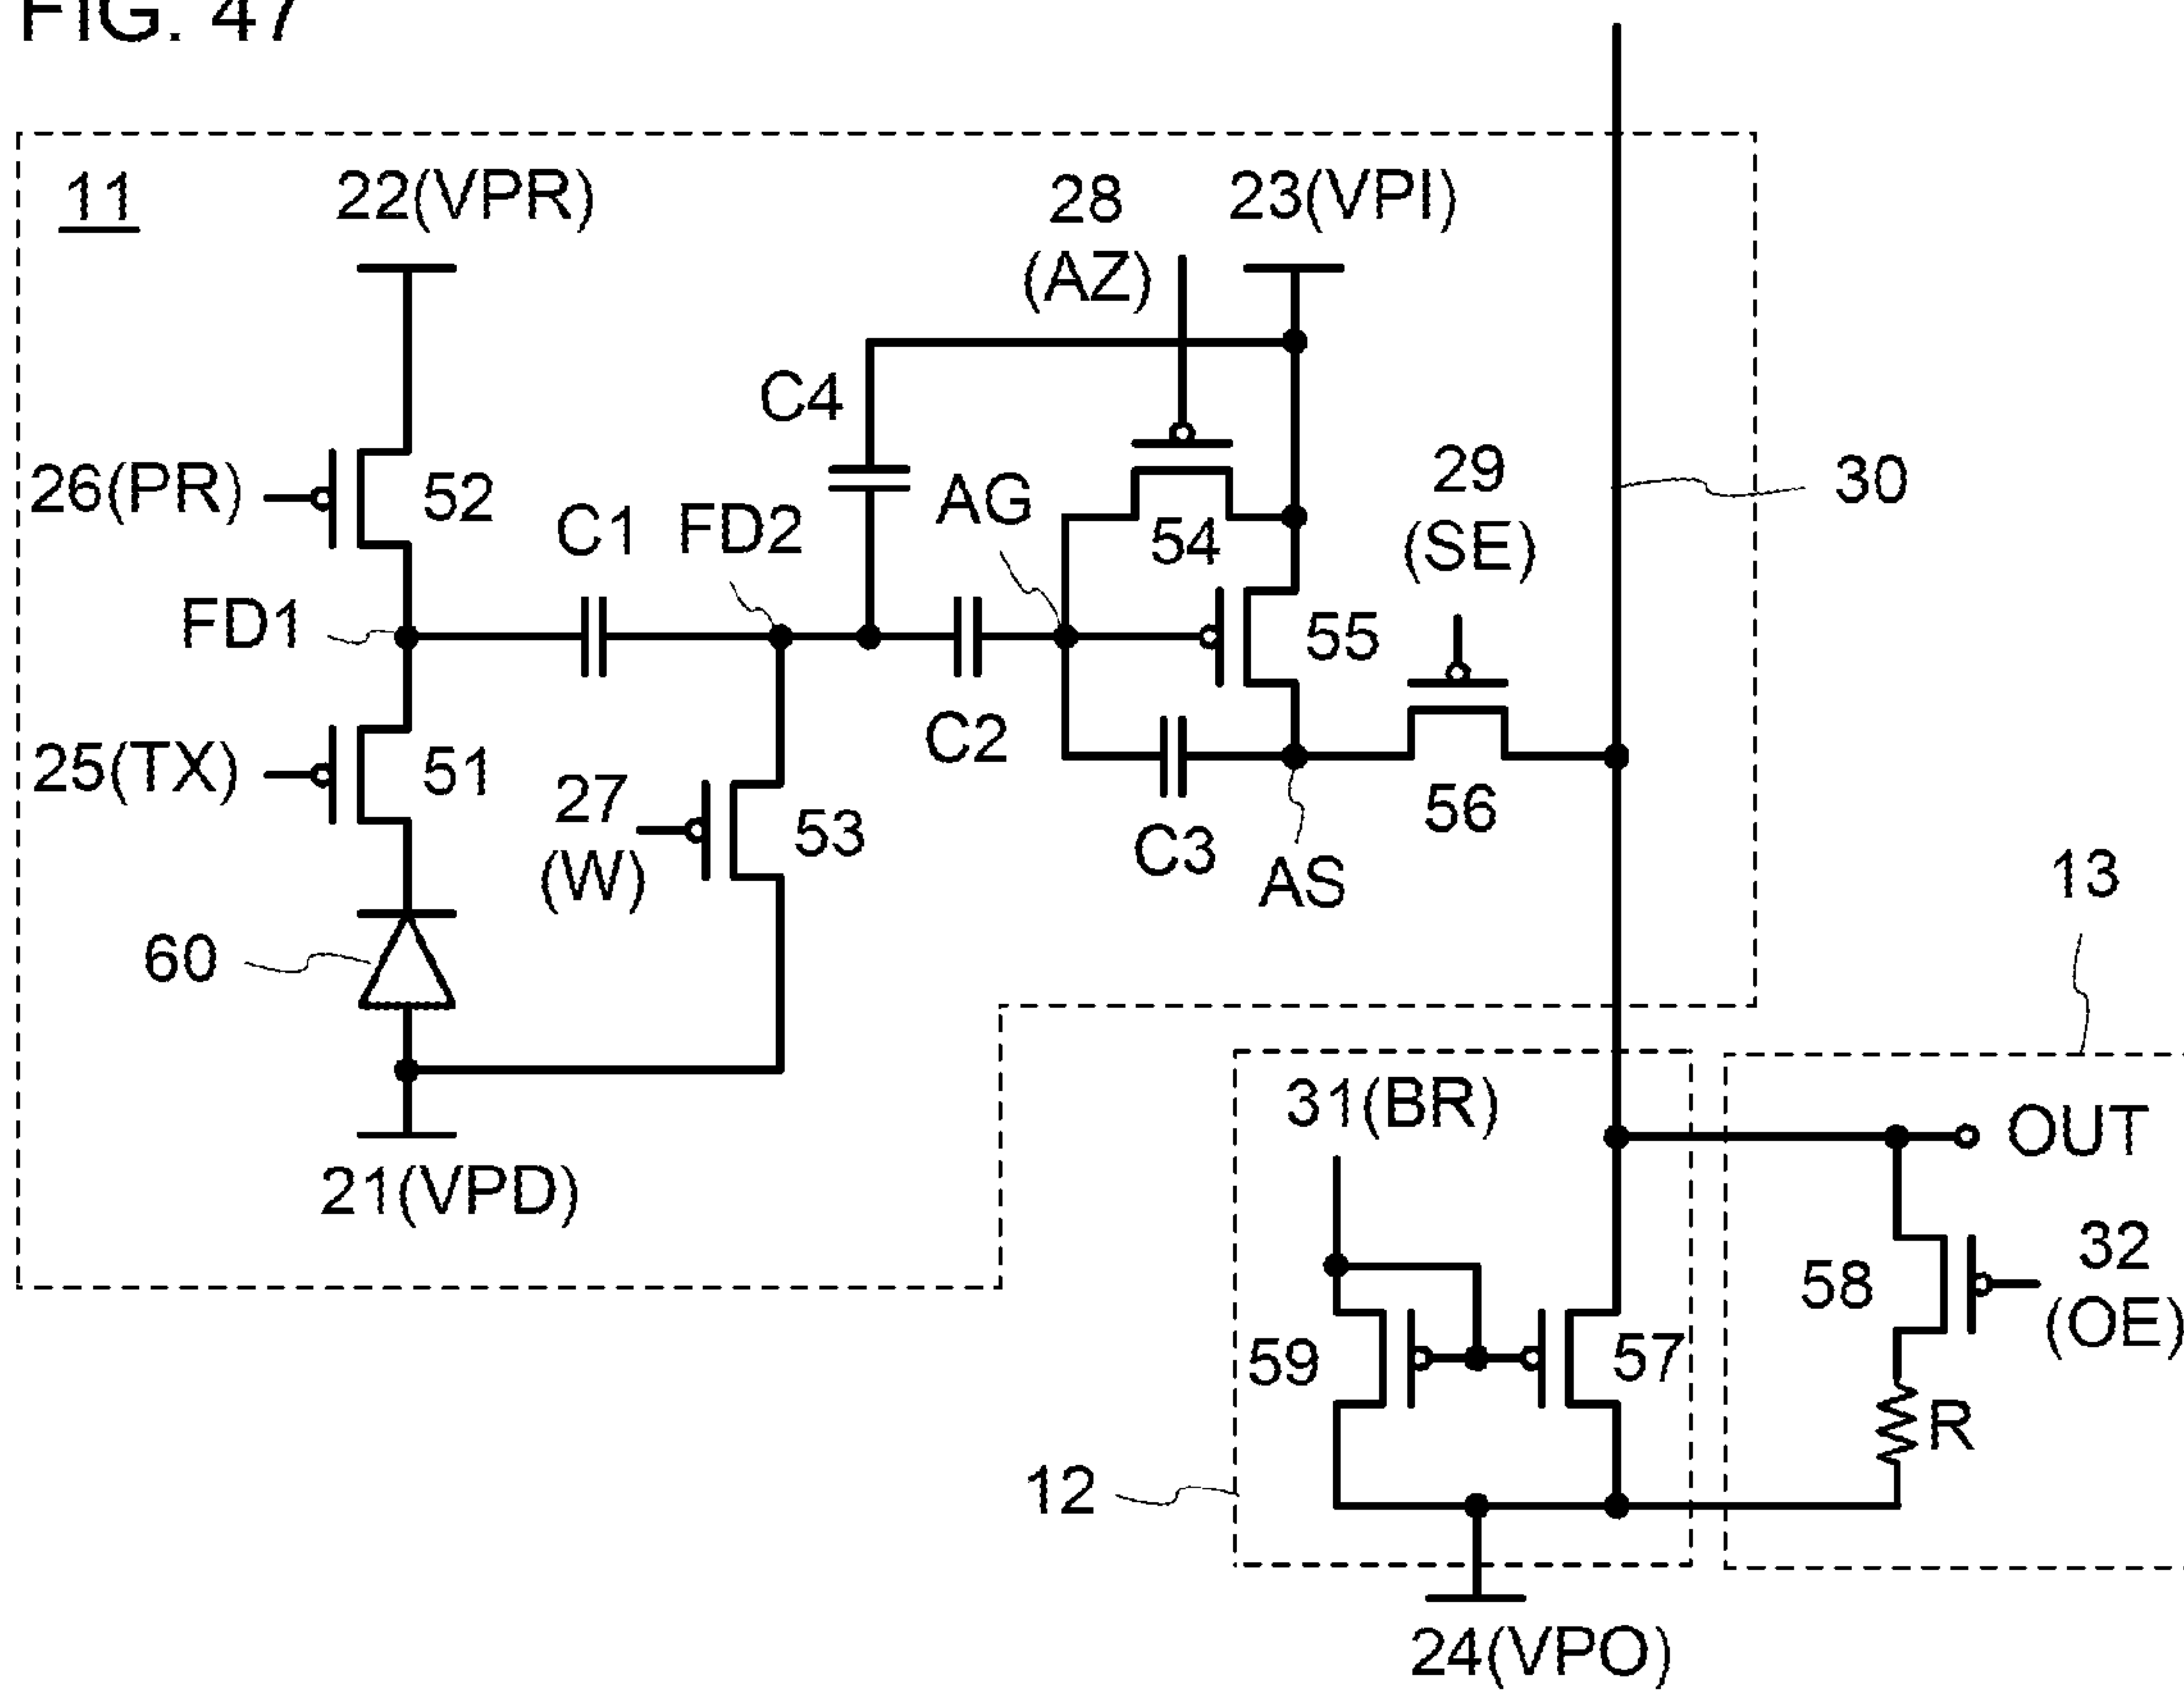 FIG. 47
11
22(VPR)
28
(AZ)
23(VPI)
C4
26(PR)
52
C1
FD2
AG
54
29
(SE)
30
FD1
55
25(TX)
51
C2
27
(W)
53
C3
56
AS
60
13
31(BR)
OUT
21(VPD)
32
(OE)
58
59
57
R
12
24(VPO)